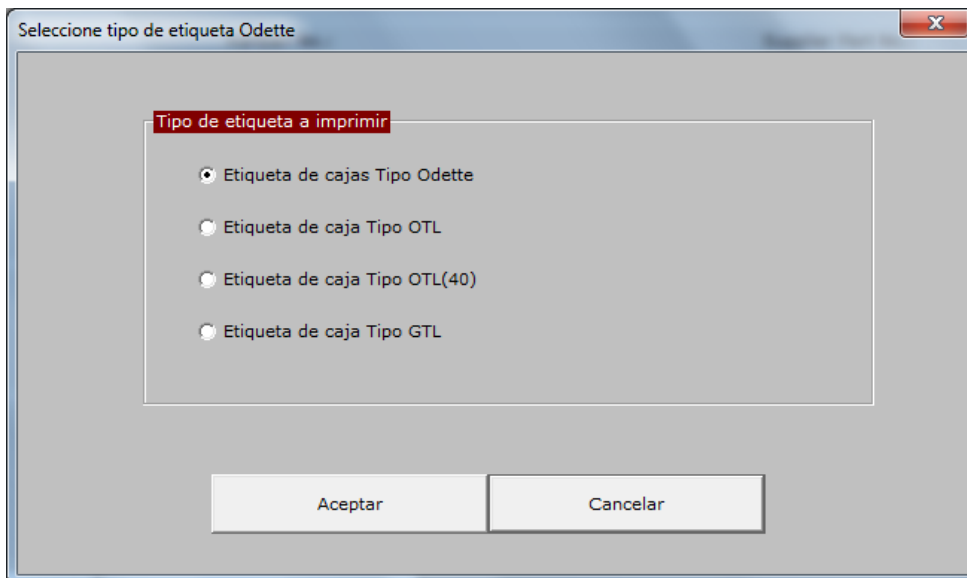 Seleccione tipo de etiqueta Odette
Tipo de etiqueta a imprimir
Etiqueta de cajas Tipo Odette
Etiqueta de caja Tipo OTL
Etiqueta de caja Tipo OTL(40)
Etiqueta de caja Tipo GTL
Aceptar
Cancelar